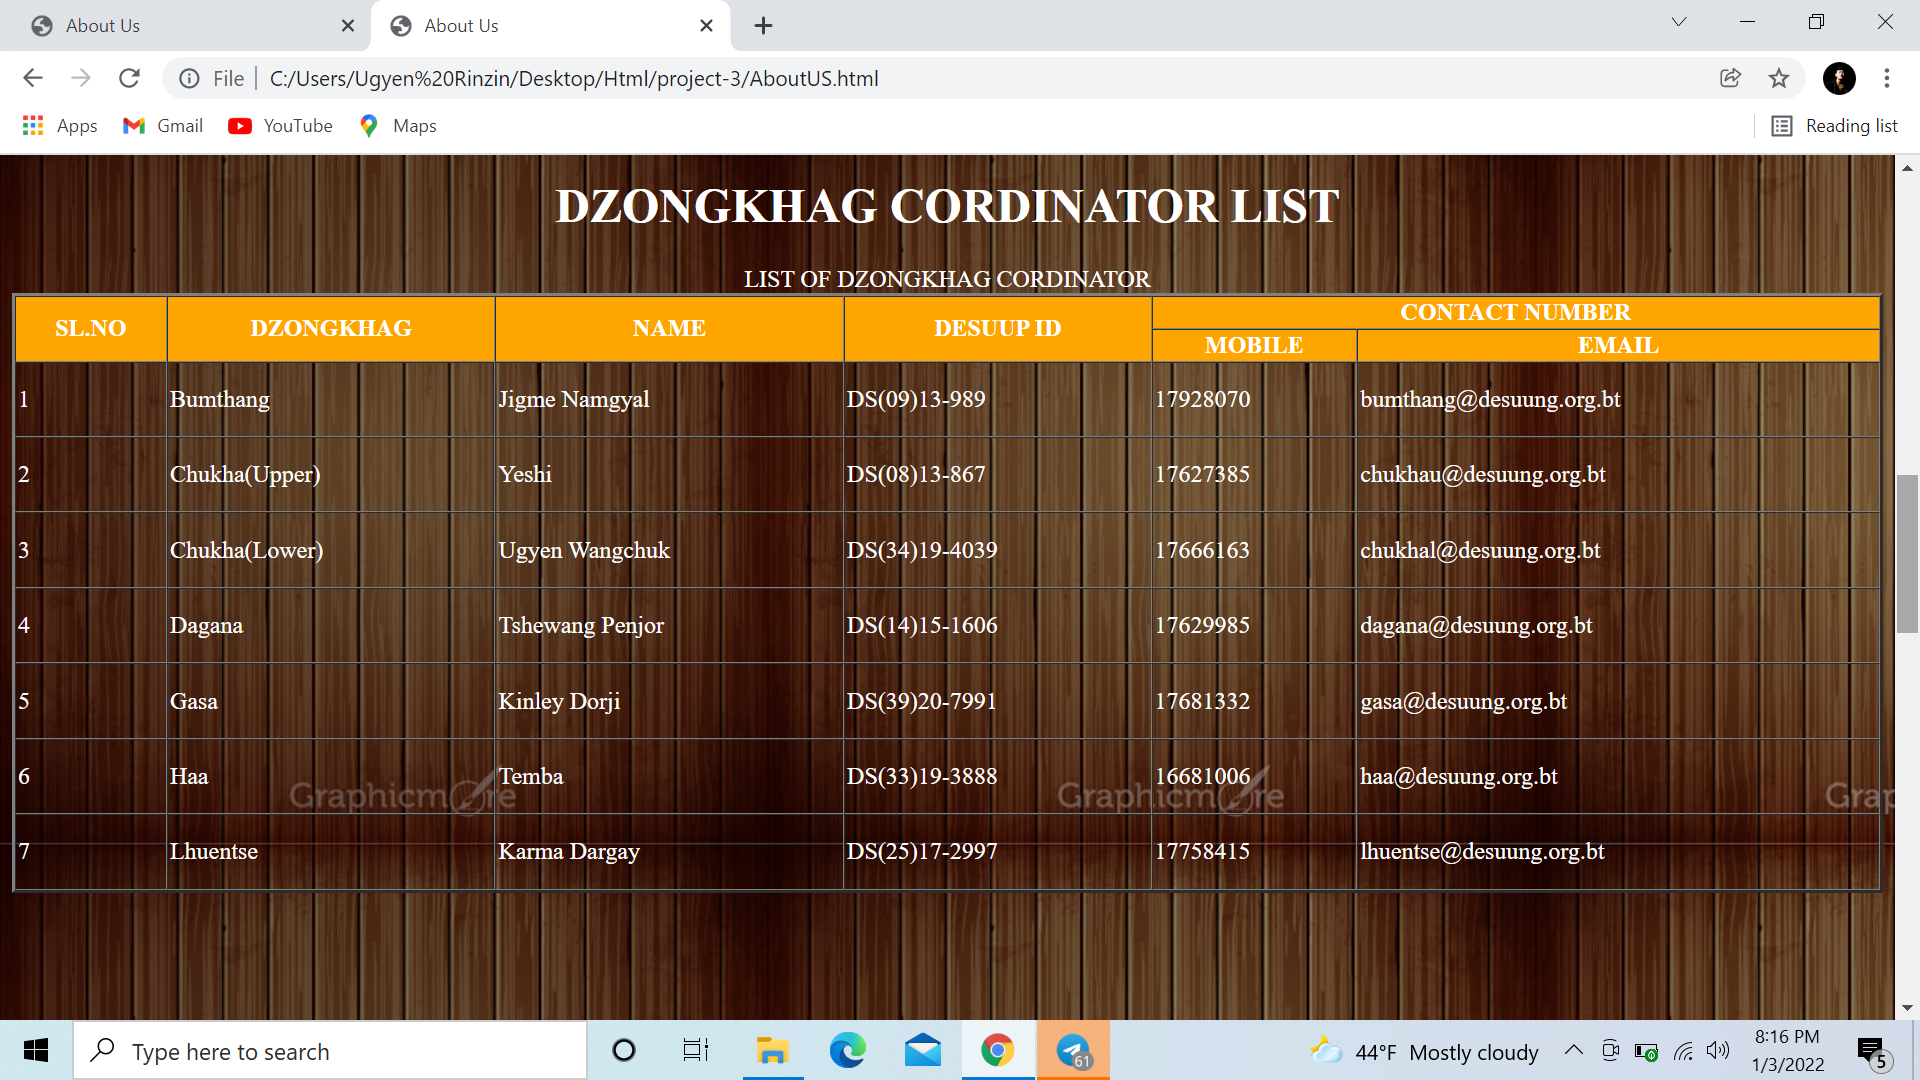 About Us
About Us
File
C:/Users/Ugyen%20Rinzin/Desktop/Html/project-3/AboutUS.html
Apps
Gmail
YouTube
Maps
Reading list
DZONGKHAG CORDINATOR LIST
LIST OF DZONGKHAG CORDINATOR
SL.NO DZONGKHAG NAME DESUUP ID CONTACT NUMBER
MOBILE EMAIL
1 Bumthang Jigme Namgyal DS(09)13-989 17928070 bumthang@desuung.org.bt
2 Chukha(Upper) Yeshi DS(08)13-867 17627385 chukhau@desuung.org.bt
3 Chukha(Lower) Ugyen Wangchuk DS(34)19-4039 17666163 chukhal@desuung.org.bt
4 Dagana Tshewang Penjor DS(14)15-1606 17629985 dagana@desuung.org.bt
5 Gasa Kinley Dorji DS(39)20-7991 17681332 gasa@desuung.org.bt
6 Haa Temba DS(33)19-3888 16681006 haa@desuung.org.bt
Graphicmore Graphicmore Grap
7 Lhuentse Karma Dargay DS(25)17-2997 17758415 lhuentse@desuung.org.bt
Type here to search
61
44°F Mostly cloudy
8:16 PM
1/3/2022
5